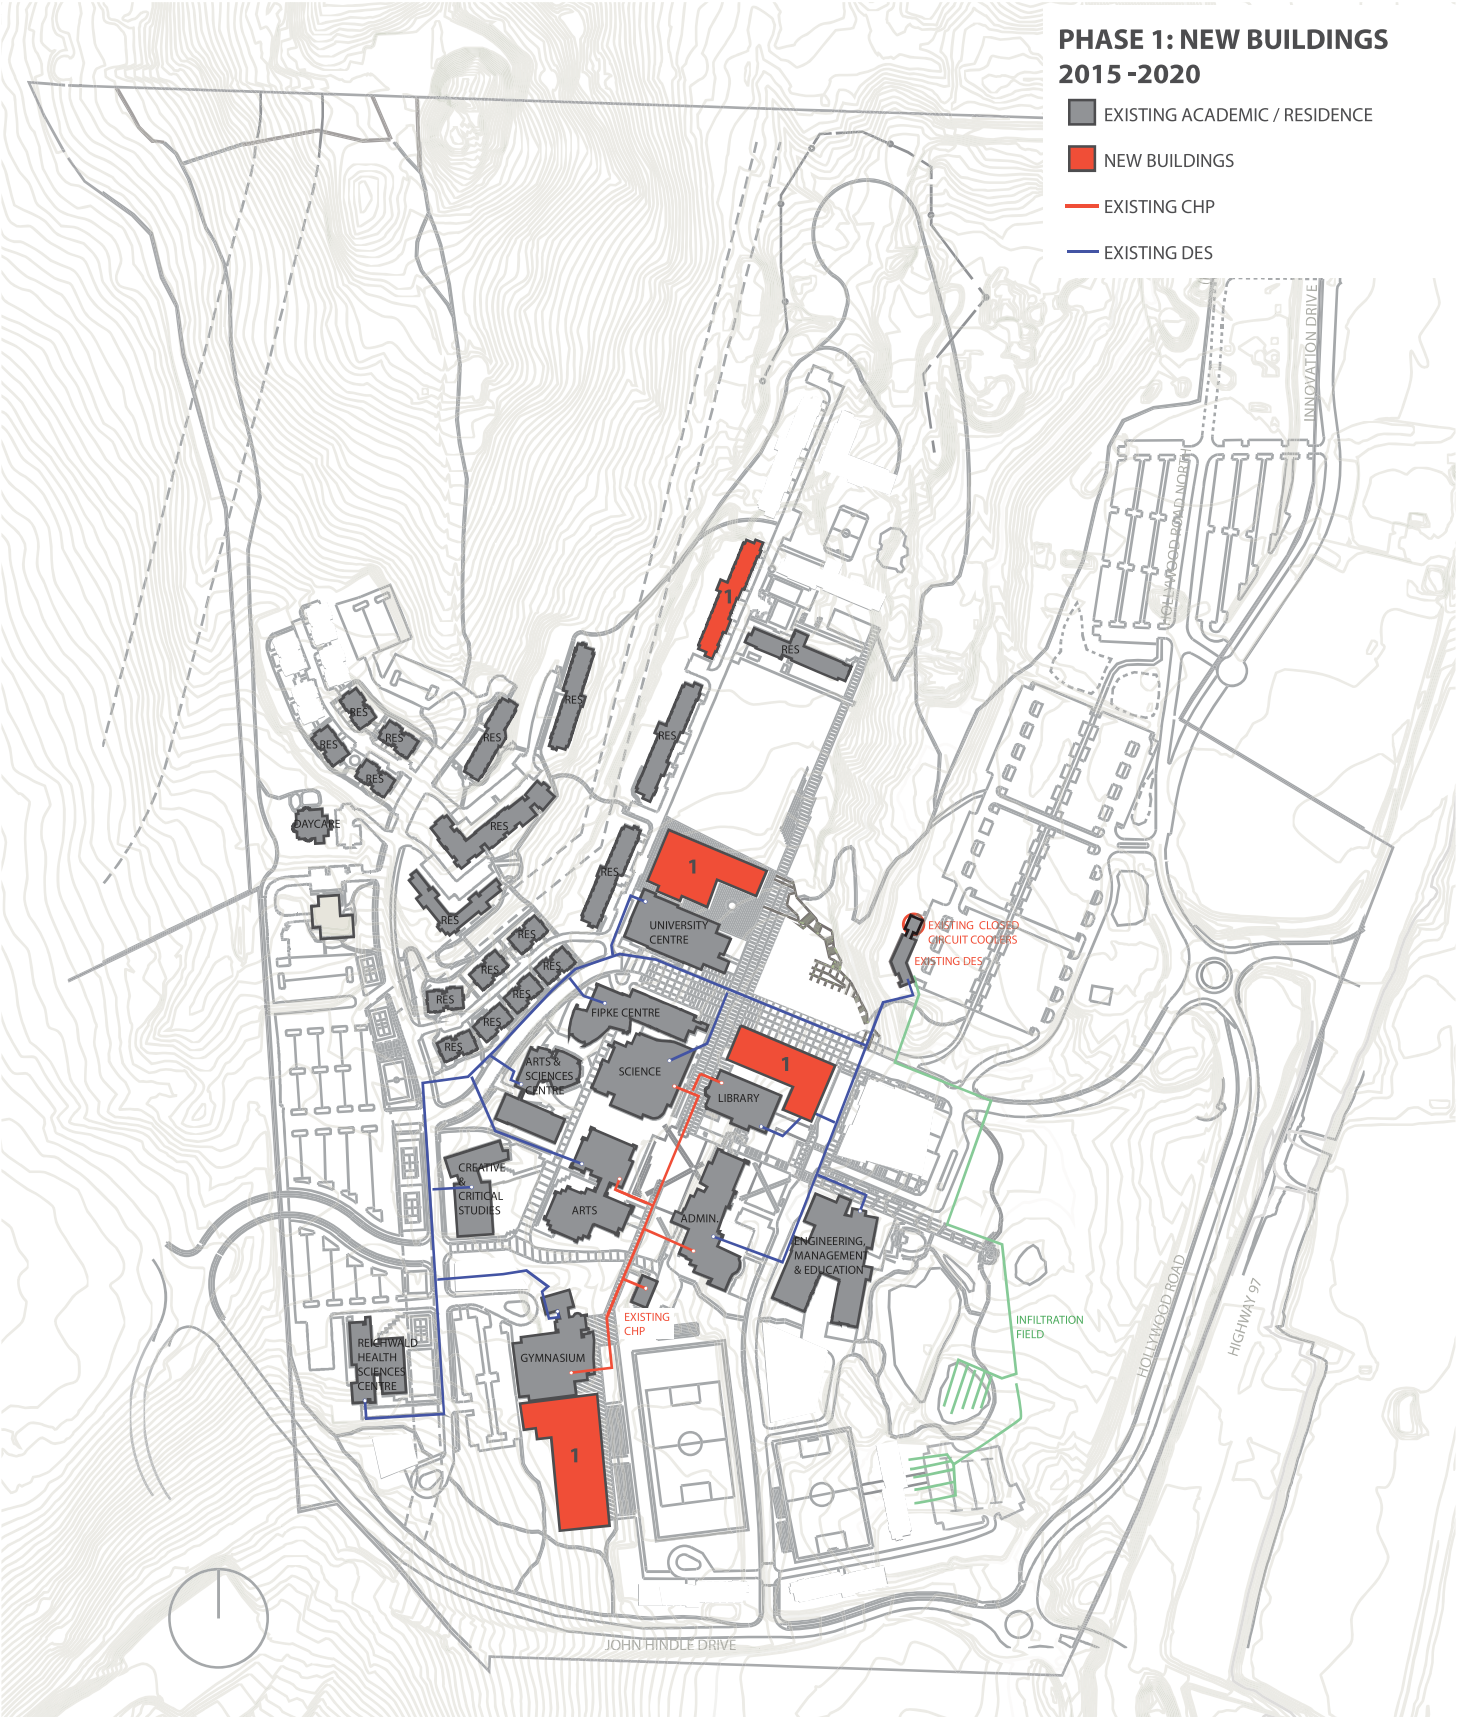 PHASE 1: NEW BUILDINGS
2015 -2020
EXISTING ACADEMIC / RESIDENCE
NEW BUILDINGS
EXISTING CHP
EXISTING DES
INNOVATION DRIVE
HOLLYWOOD ROAD NORTH
1
RES
RES
RES
RES
RES
RES
RES
RES
RES
DAYCARE
RES
RES
1
RES
UNIVERSITY
CENTRE
EXISTING CLOSED
CIRCUIT COOLERS
EXISTING DES
RES
RES
RES
RES
RES
RES
RES
FIPKE CENTRE
ARTS &
SCIENCES
CENTRE
SCIENCE
1
LIBRARY
CREATIVE
&
CRITICAL
STUDIES
ARTS
ADMIN.
ENGINEERING,
MANAGEMENT
& EDUCATION
EXISTING
CHP
INFILTRATION
FIELD
HOLLYWOOD ROAD
HIGHWAY 97
REICHWALD
HEALTH
SCIENCES
CENTRE
GYMNASIUM
1
JOHN HINDLE DRIVE